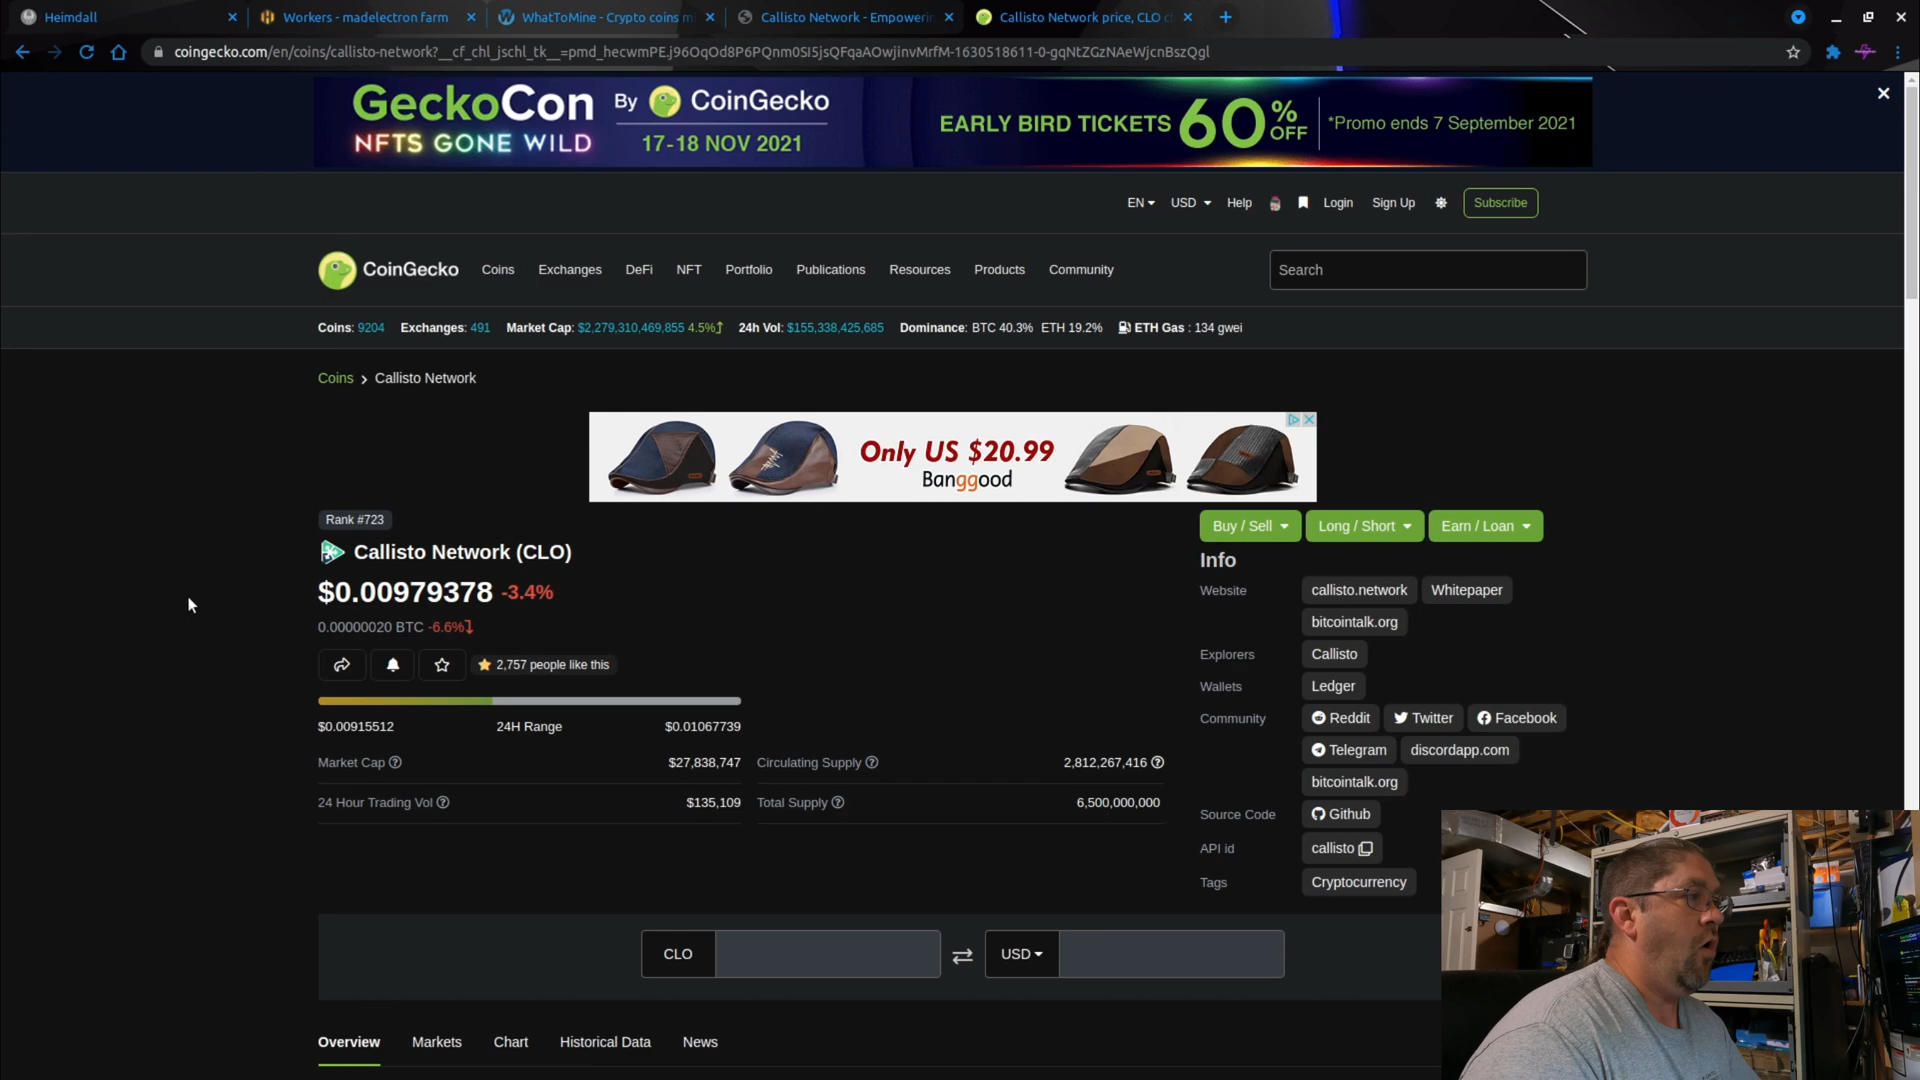 Heimdall
Workers - madelectron farm
WhatToMine - Crypto coins mi
Callisto Network - Empowerin
Callisto Network price, CLO c
coingecko.com/en/coins/callisto-network?__cf_chl_jschl_tk__=pmd_hecwmPE.j96OqOd8P6PQnm0SI5jsQFqaAOwjinvMrfM-1630518611-0-gqNtZGzNAeWjcnBszQgl
GeckoCon By CoinGecko
NFTS GONE WILD
17-18 NOV 2021
EARLY BIRD TICKETS 60% OFF
*Promo ends 7 September 2021
EN USD Help Login Sign Up Subscribe
CoinGecko Coins Exchanges DeFi NFT Portfolio Publications Resources Products Community Search
Coins: 9204 Exchanges: 491 Market Cap: $2,279,310,469,855 4.5% 24h Vol: $155,338,425,685 Dominance: BTC 40.3% ETH 19.2% ETH Gas : 134 gwei
Coins > Callisto Network
Only US $20.99
Banggood
Rank #723
Callisto Network (CLO)
$0.00979378 -3.4%
0.00000020 BTC -6.6%
2,757 people like this
$0.00915512 24H Range $0.01067739
Market Cap $27,838,747
Circulating Supply 2,812,267,416
24 Hour Trading Vol $135,109
Total Supply 6,500,000,000
Buy / Sell Long / Short Earn / Loan
Info
Website callisto.network Whitepaper
bitcointalk.org
Explorers Callisto
Wallets Ledger
Community Reddit Twitter Facebook
Telegram discordapp.com
bitcointalk.org
Source Code Github
API id callisto
Tags Cryptocurrency
CLO USD
Overview Markets Chart Historical Data News